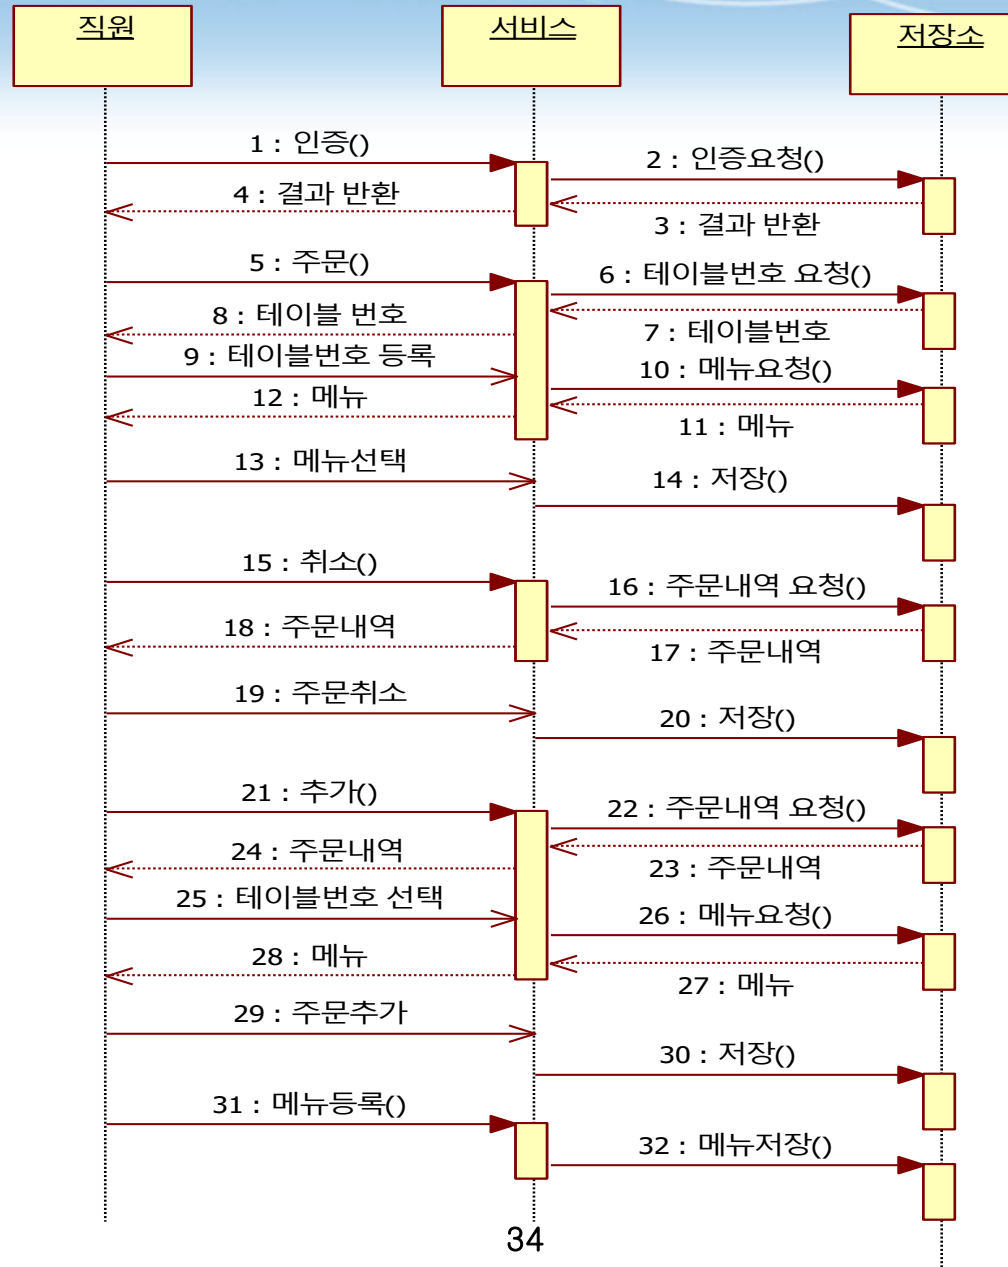 직원
서비스
저장소
1 : 인증()
2 : 인증요청()
4 : 결과 반환
3 : 결과 반환
5 : 주문()
6 : 테이블번호 요청()
8 : 테이블 번호
7 : 테이블번호
9 : 테이블번호 등록
10 : 메뉴요청()
12 : 메뉴
11 : 메뉴
13 : 메뉴선택
14 : 저장()
15 : 취소()
16 : 주문내역 요청()
18 : 주문내역
17 : 주문내역
19 : 주문취소
20 : 저장()
21 : 추가()
22 : 주문내역 요청()
24 : 주문내역
23 : 주문내역
25 : 테이블번호 선택
26 : 메뉴요청()
28 : 메뉴
27 : 메뉴
29 : 주문추가
30 : 저장()
31 : 메뉴등록()
32 : 메뉴저장()
34